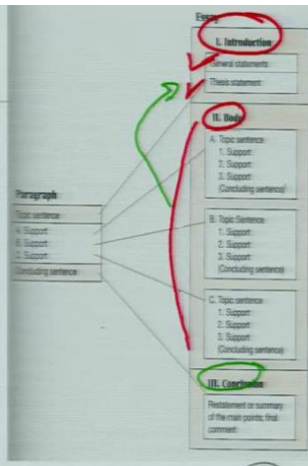 Essay
I. Introduction
General statements
Thesis statement
II. Body
A. Topic sentence
1. Support
2. Support
3. Support
(Concluding sentence)
B. Topic Sentence
1. Support
2. Support
3. Support
(Concluding sentence)
C. Topic sentence
1. Support
2. Support
3. Support
(Concluding sentence)
III. Conclusion
Restatement or summary
of the main points; final
comment
Paragraph
Topic sentence
A. Support
B. Support
C. Support
Concluding sentence